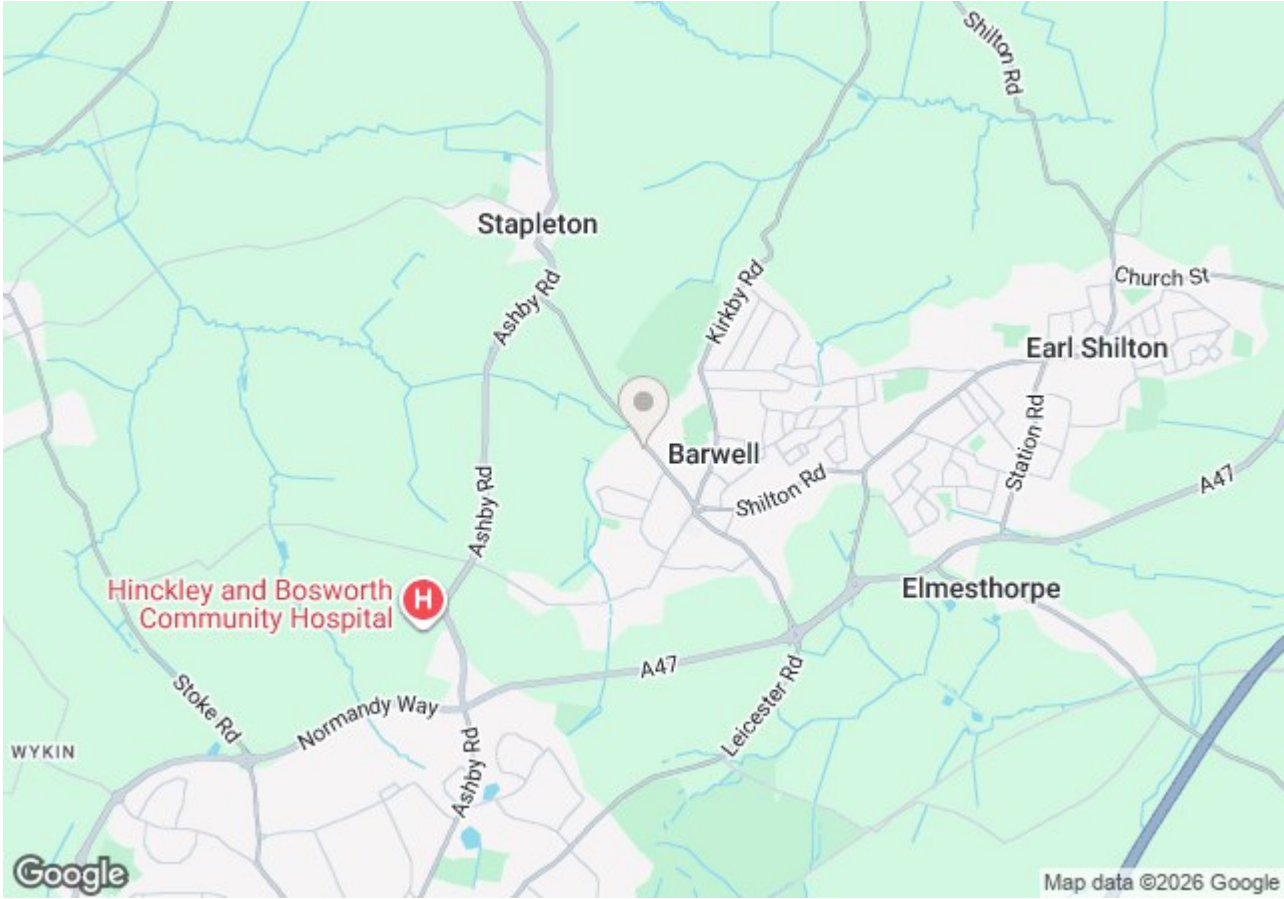 Shilton Rd
Stapleton
Kirkby Rd
Church St
Ashby Rd
Earl Shilton
Station Rd
Barwell
Shilton Rd
A47
Ashby Rd
Hinckley and Bosworth
Community Hospital
H
Elmesthorpe
A47
Leicester Rd
Stoke Rd
Normandy Way
Ashby Rd
WYKIN
Google
Map data ©2026 Google